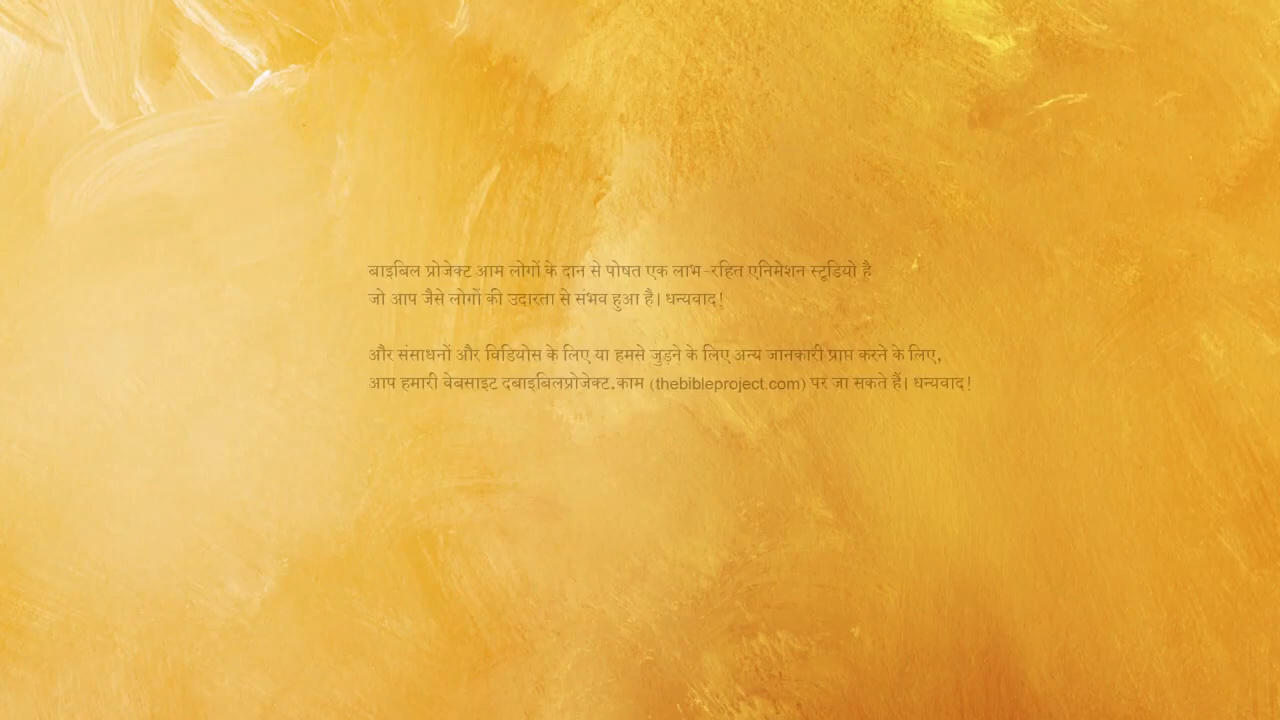 बाइबिल प्रोजेक्ट आम लोगों के दान से पोषत एक लाभ-रहित एनिमेशन स्टूडियो है
जो आप जैसे लोगों की उदारता से संभव हुआ है। धन्यवाद!
और संसाधनों और विडियोस के लिए या हमसे जुड़ने के लिए अन्य जानकारी प्राप्त करने के लिए,
आप हमारी वेबसाइट दबाइबिलप्रोजेक्ट.काम (thebibleproject.com) पर जा सकते हैं। धन्यवाद!